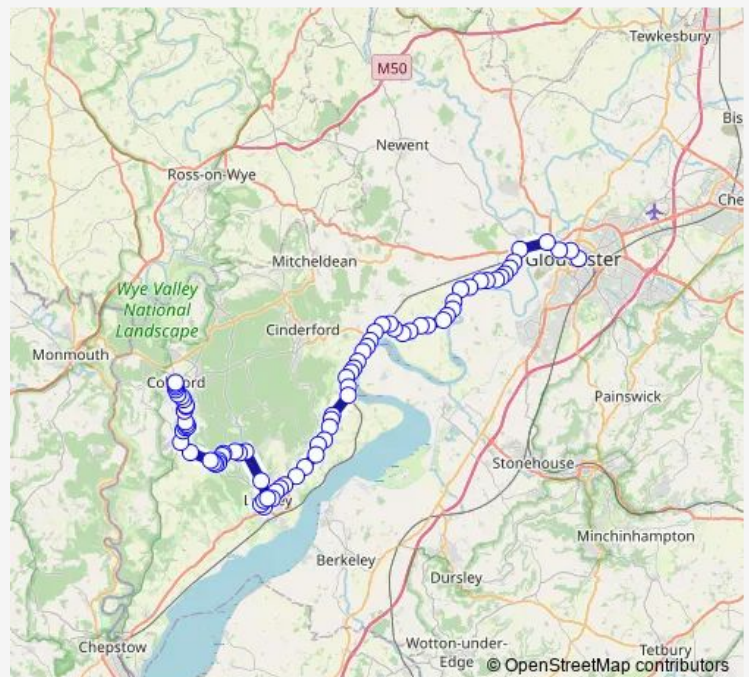 Tewkesbury
M50
Bis
Newent
Ross-on-Wye
Che
Mitcheldean
Wye Valley
National
Landscape
Cinderford
Monmouth
Painswick
Stonehouse
Minchinhampton
Berkeley
Dursley
Chepstow
Wotton-under-
Edge
Tetbury
© OpenStreetMap contributors